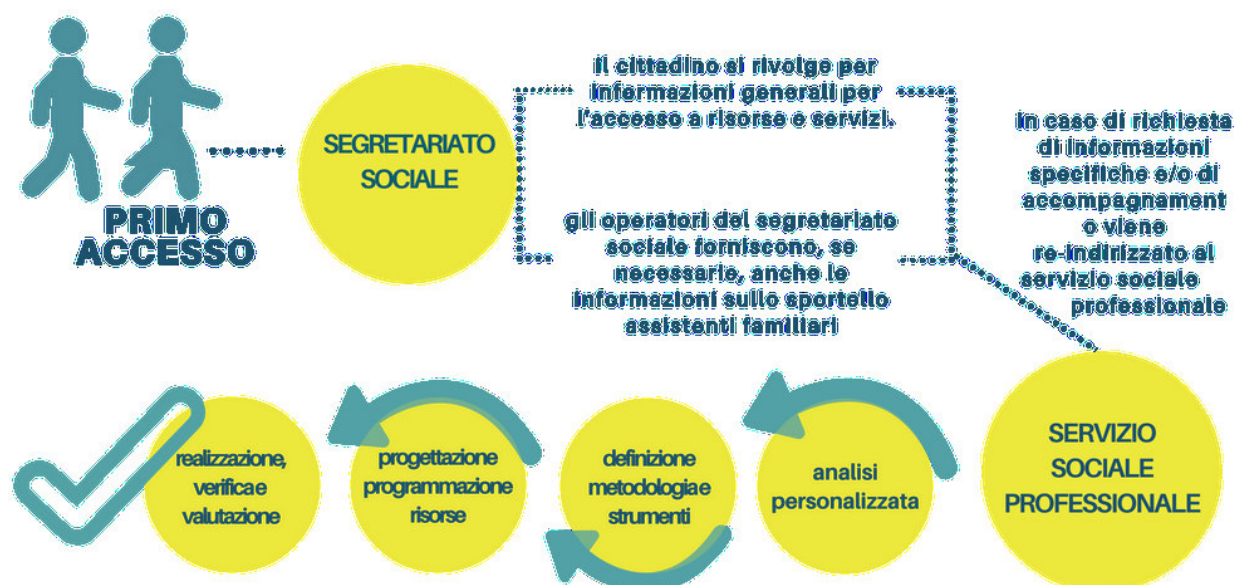 PRIMO
ACCESSO
SEGRETARIATO
SOCIALE
il cittadino si rivolge per
informazioni generali per
l'accesso a risorse e servizi.
gli operatori del segretariato
sociale forniscono, se
necessarie, anche le
informazioni sullo sportello
assistenti familiari
in caso di richiesta
di informazioni
specifiche e/o di
accompagnament
o viene
re-indirizzato al
servizio sociale
professionale
SERVIZIO
SOCIALE
PROFESSIONALE
analisi
personalizzata
definizione
metodologia e
strumenti
progettazione
programmazione
risorse
realizzazione,
verifica e
valutazione